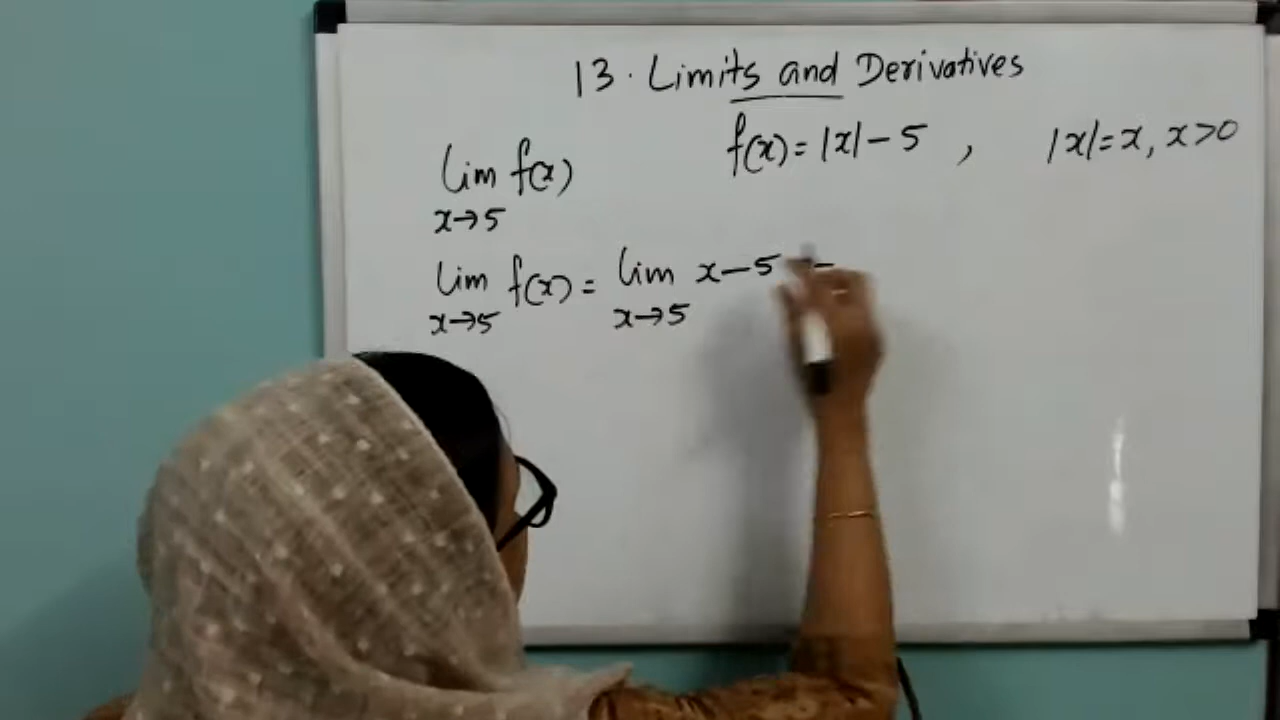 13. Limits and Derivatives
lim f(x) f(x) = |x| - 5 , |x| = x, x > 0
x→5
lim f(x) = lim x - 5 =
x→5 x→5